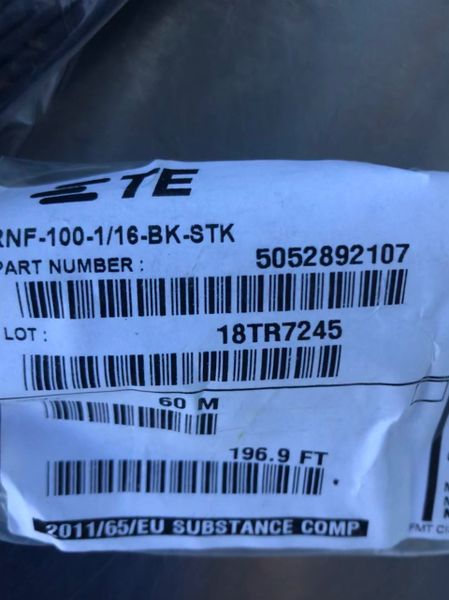 TE
RNF-100-1/16-BK-STK
PART NUMBER : 5052892107
LOT : 18TR7245
60 M
196.9 FT
2011/65/EU SUBSTANCE COMP